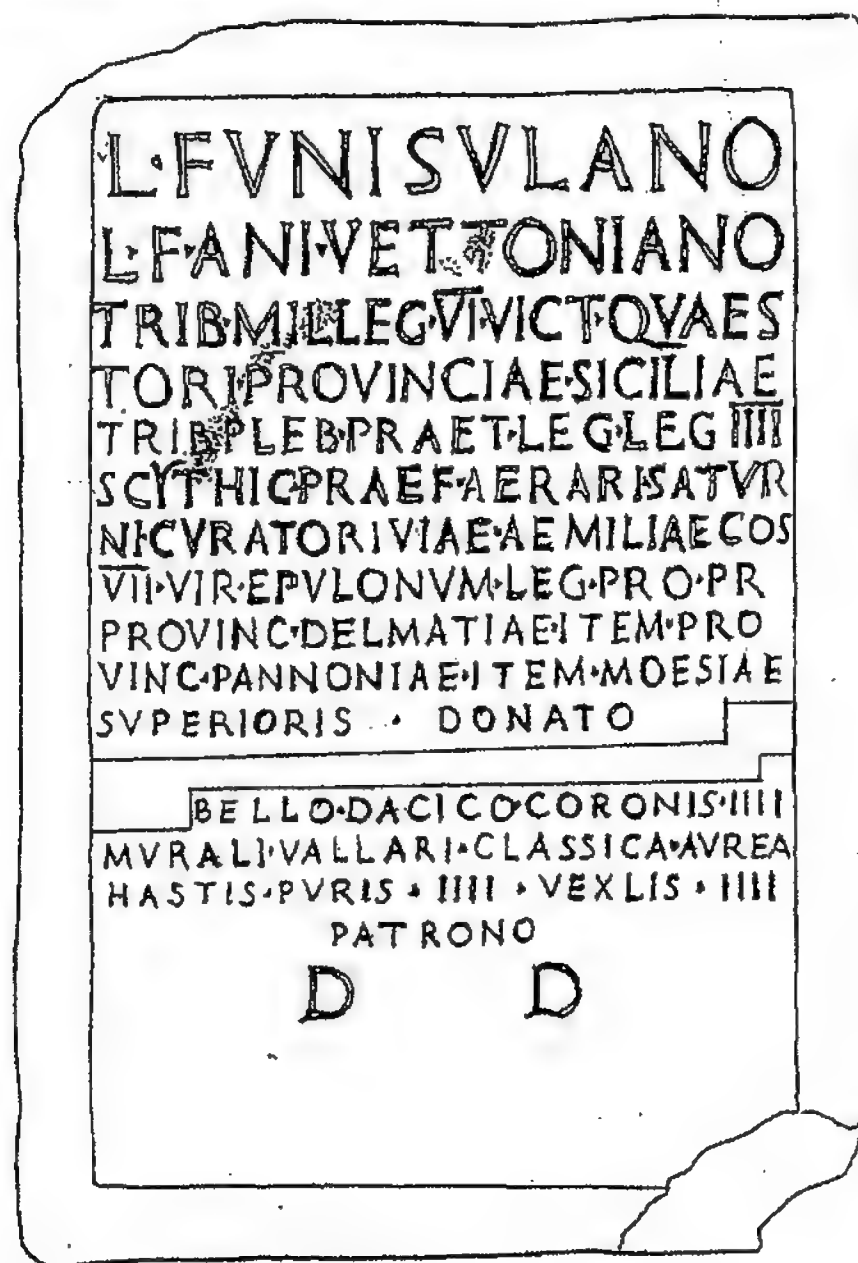 L·FVNISVLANO
L·F·ANI·VETTONIANO
TRIB·MIL·LEG·VI·VICT·QVAES
TORI·PROVINCIAE·SICILIAE
TRIB·PLEB·PRAET·LEG·LEG IIII
SCYTHIC·PRAEF·AERARI·SATVR
NI·CVRATORI VIAE·AEMILIAE COS
VII·VIR·EPVLONVM·LEG·PRO·PR
PROVINC·DELMATIAE·ITEM·PRO
VINC·PANNONIAE·ITEM·MOESIAE
SVPERIORIS · DONATO
BELLO·DACICO·CORONIS·IIII
MVRALI·VALLARI·CLASSICA·AVREA
HASTIS·PVRIS · IIII · VEXLIS · IIII
PATRONO
D D